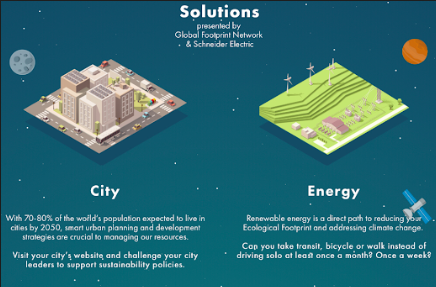 Solutions
presented by
Global Footprint Network
& Schneider Electric
City
With 70-80% of the world's population expected to live in
cities by 2050, smart urban planning and development
strategies are crucial to managing our resources.
Visit your city's website and challenge your city
leaders to support sustainability policies.
Energy
Renewable energy is a direct path to reducing your
Ecological Footprint and addressing climate change.
Cap you take transit, bicycle or walk instead of
driving solo at least once a month? Once a week?